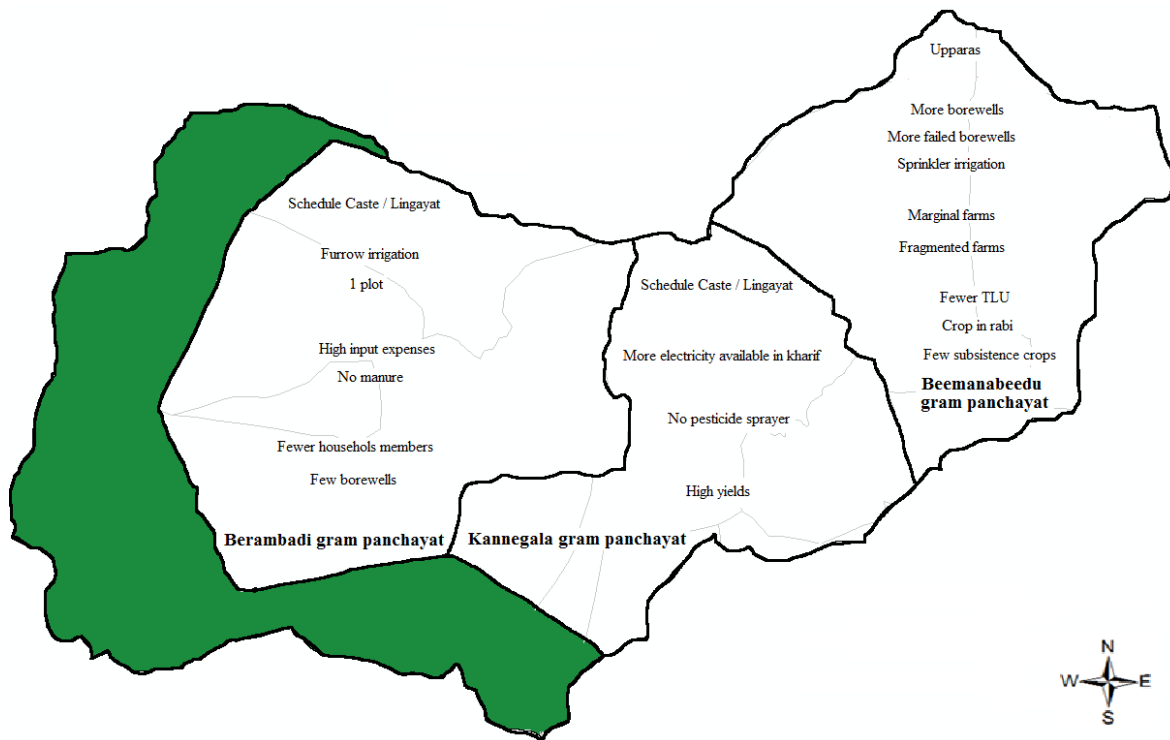 Schedule Caste / Lingayat
Furrow irrigation
1 plot
High input expenses
No manure
Fewer househols members
Few borewells
Berambadi gram panchayat
Schedule Caste / Lingayat
More electricity available in kharif
No pesticide sprayer
High yields
Kannegala gram panchayat
Upparas
More borewells
More failed borewells
Sprinkler irrigation
Marginal farms
Fragmented farms
Fewer TLU
Crop in rabi
Few subsistence crops
Beemanabeedu
gram panchayat
N
W E
S